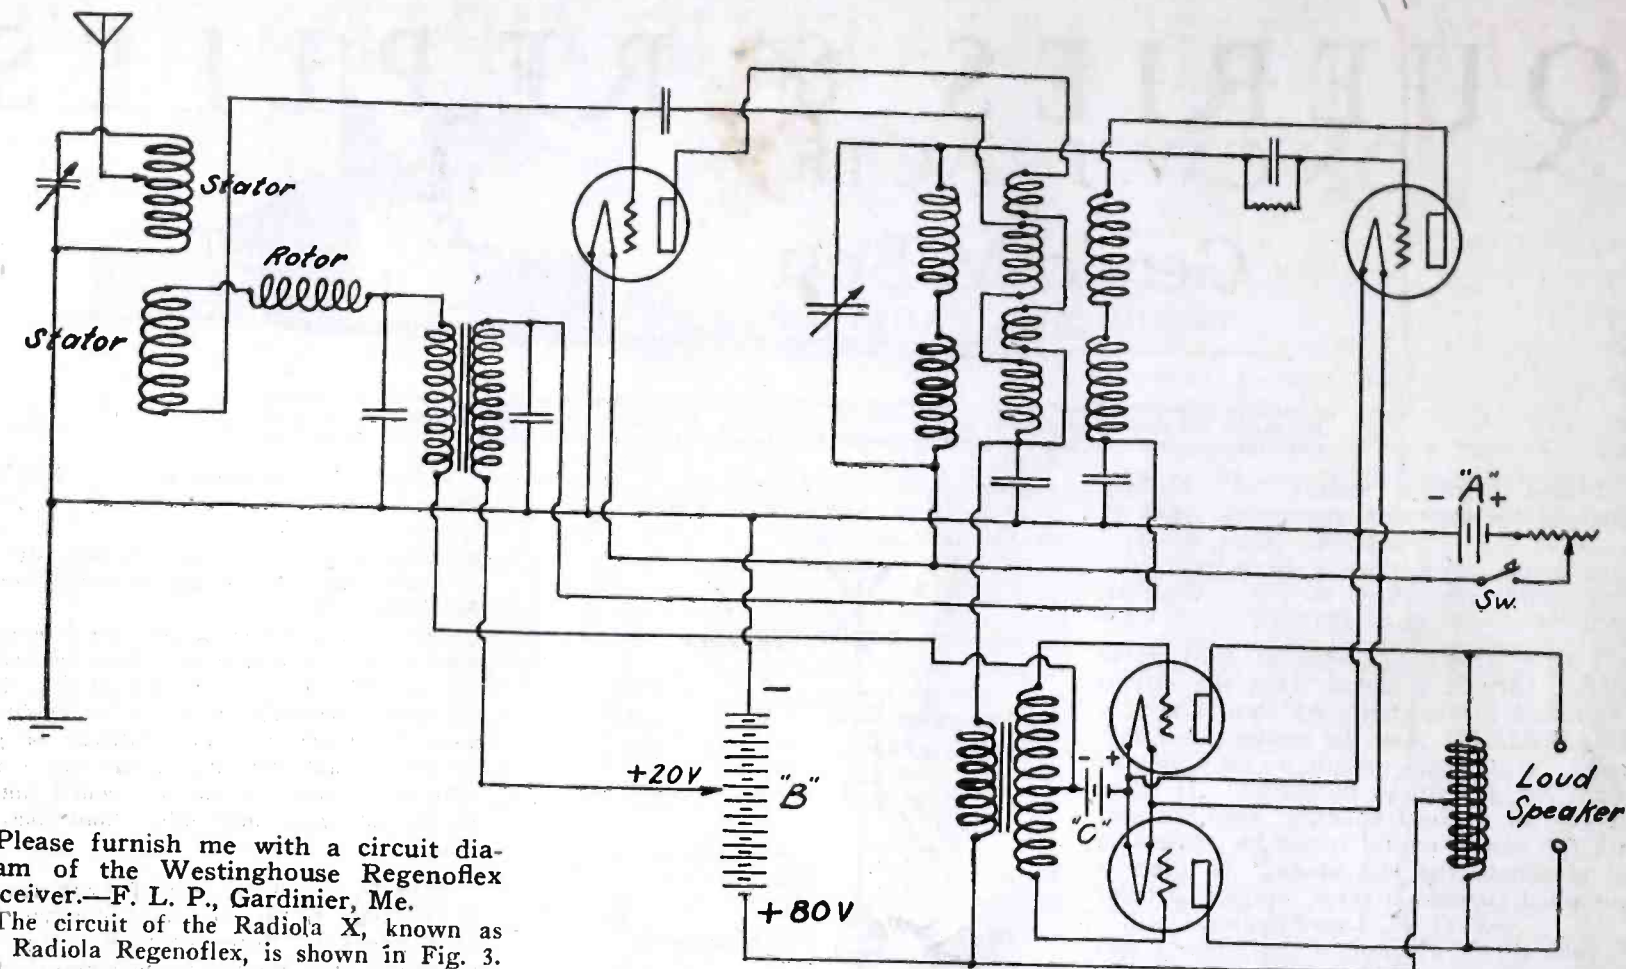 Stator
Rotor
Stator
- "A" +
Sw.
-
+20V
"B"
- +
"C"
Loud
Speaker
+80V
Please furnish me with a circuit dia-
am of the Westinghouse Regenoflex
ceiver.—F. L. P., Gardinier, Me.
The circuit of the Radiola X, known as
Radiola Regenoflex, is shown in Fig. 3.